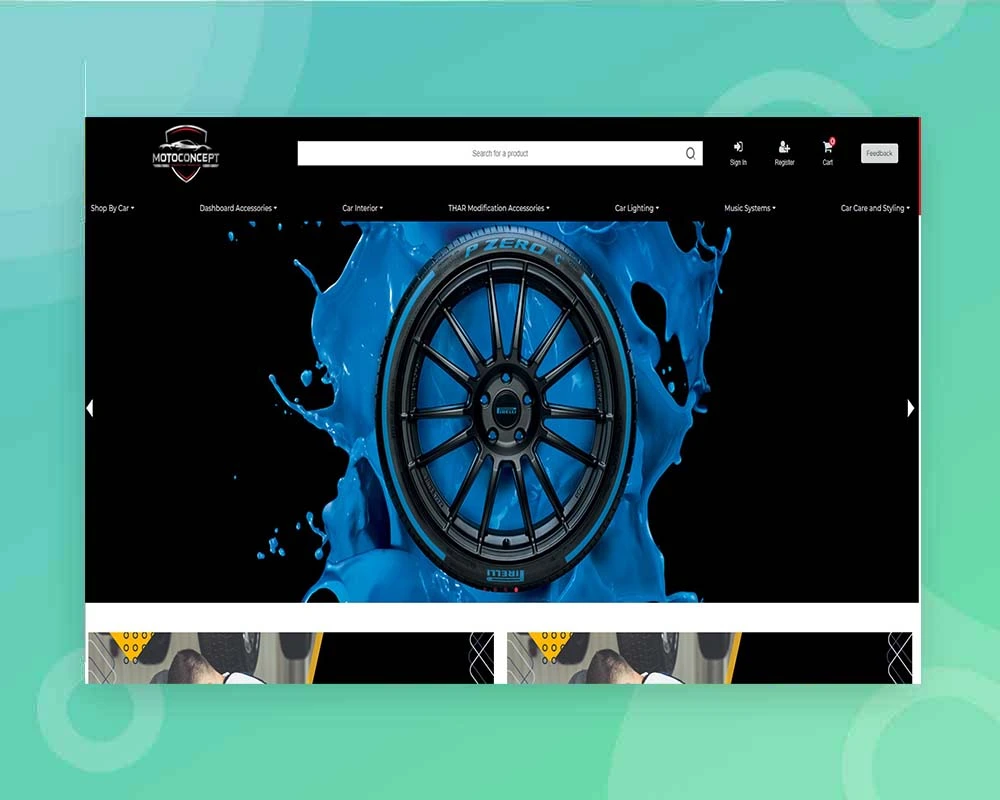 MOTOCONCEPT
Search for a product
Sign In
Register
0
Cart
Feedback
Shop By Car
Dashboard Accessories
Car Interior
THAR Modification Accessories
Car Lighting
Music Systems
Car Care and Styling
P ZERO C
PIRELLI
PIRELLI